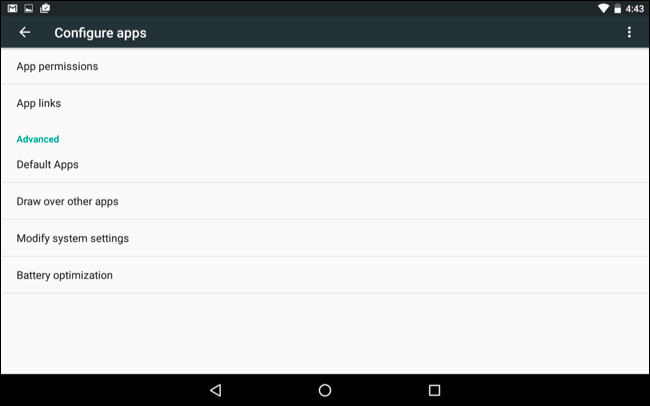 4:43
Configure apps
App permissions
App links
Advanced
Default Apps
Draw over other apps
Modify system settings
Battery optimization